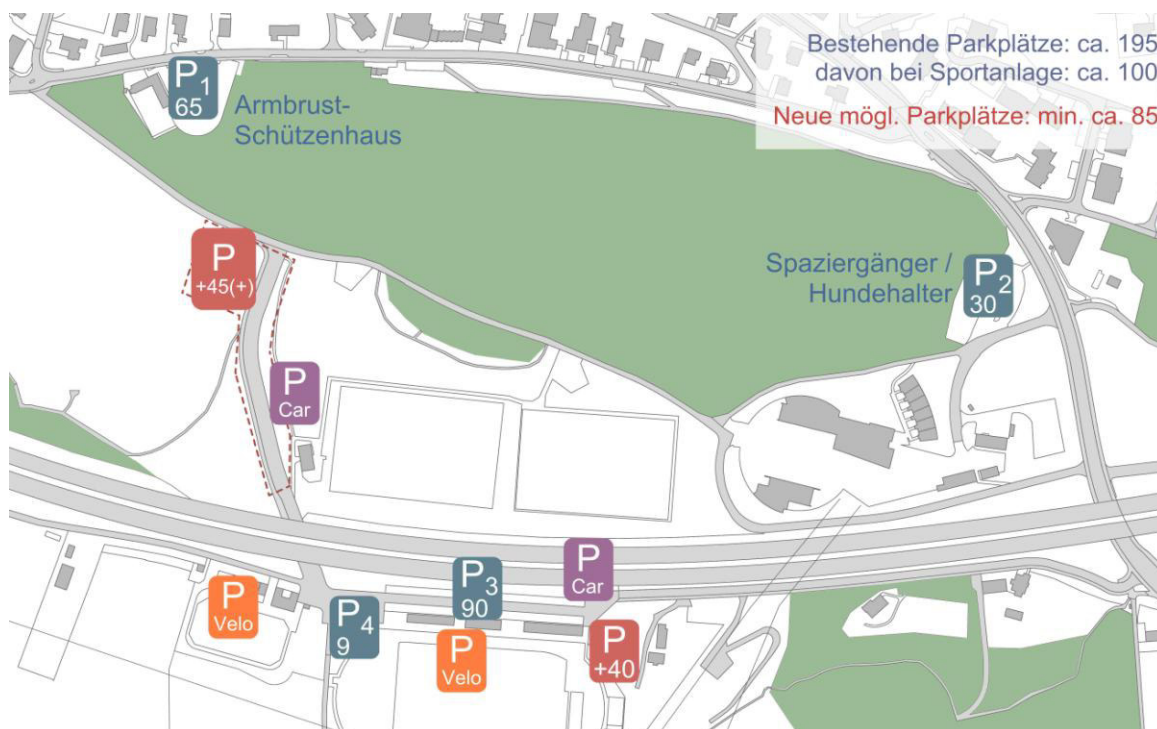 Bestehende Parkplätze: ca. 195
davon bei Sportanlage: ca. 100
Neue mögl. Parkplätze: min. ca. 85
P1
65
Armbrust-
Schützenhaus
P
+45(+)
Spaziergänger /
Hundehalter
P2
30
P
Car
P
Car
P3
90
P
Velo
P4
9
P
Velo
P
+40